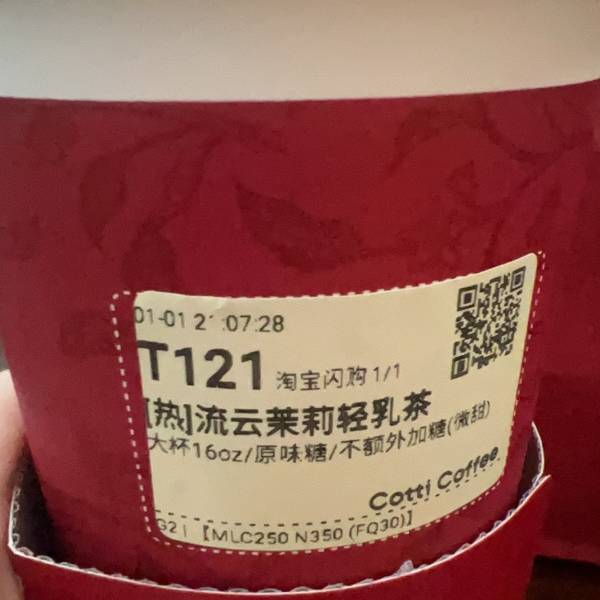 01-01 21:07:28
T121 淘宝闪购 1/1
[热]流云茉莉轻乳茶
大杯16oz/原味糖/不额外加糖(微甜)
Cotti Coffee
G2| 【MLC250 N350 (FQ30)】